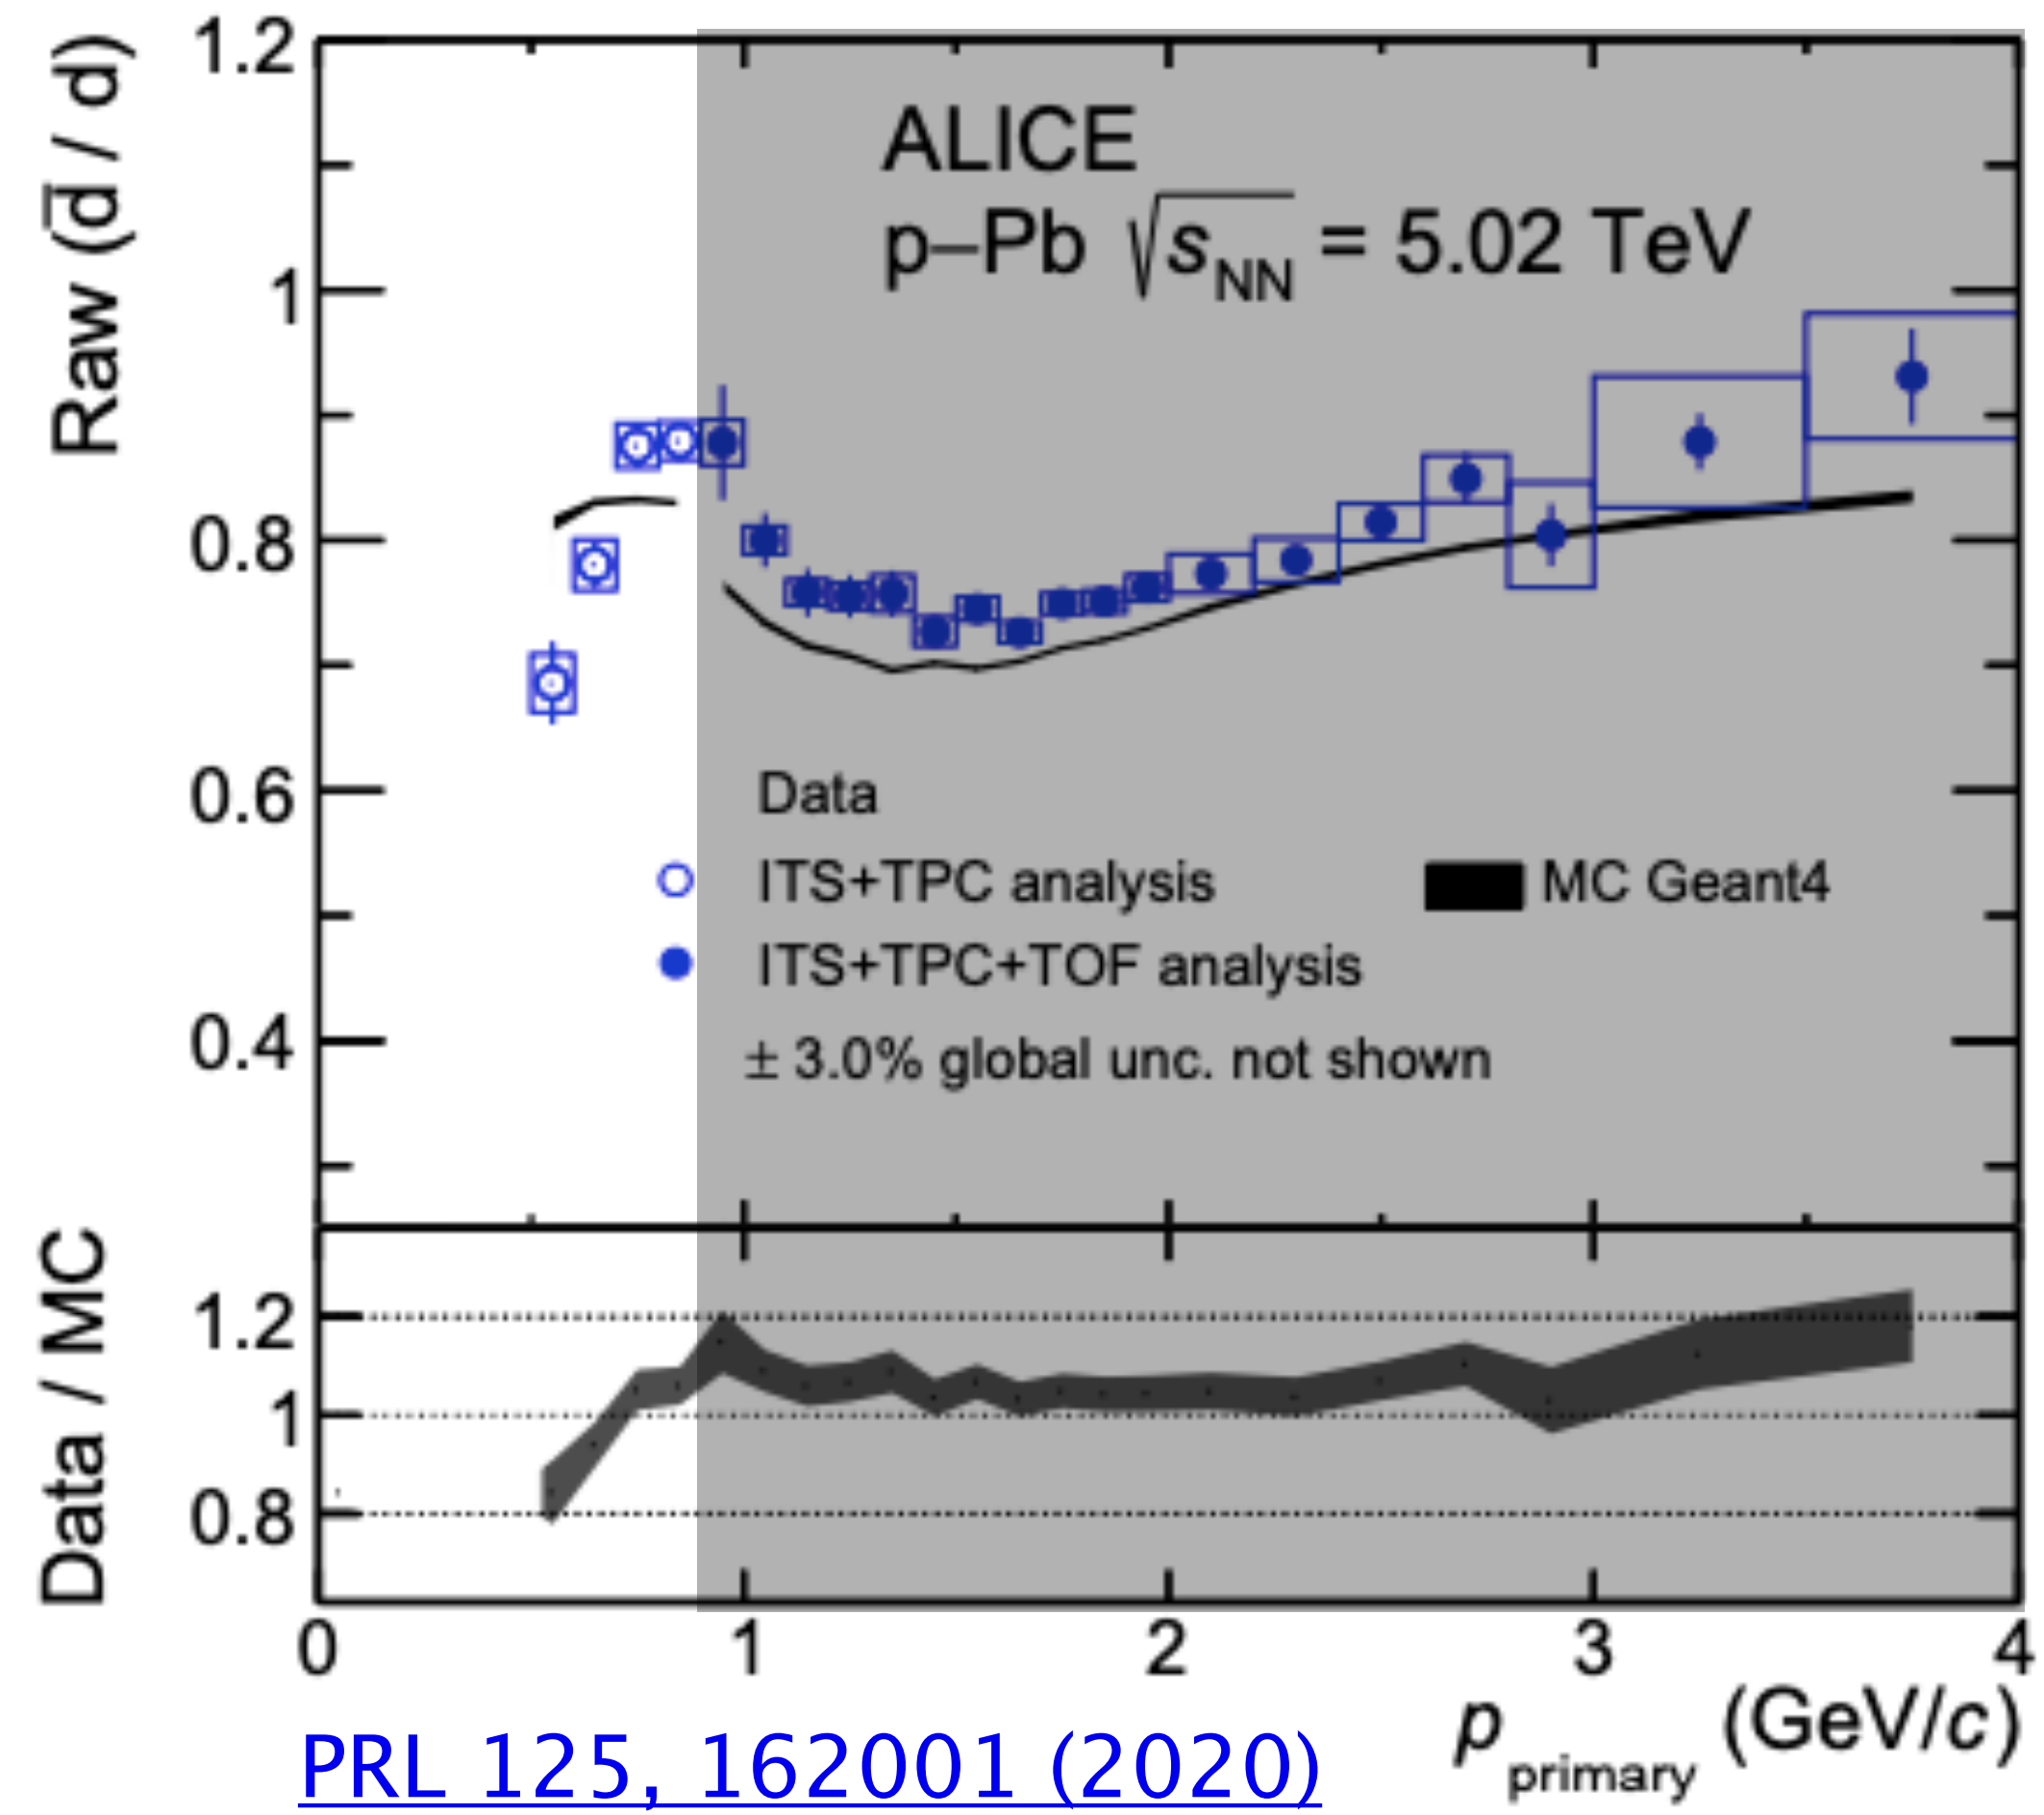 Raw (d̅ / d)
1.2
1
0.8
0.6
0.4
ALICE
p–Pb √sNN = 5.02 TeV
Data
ITS+TPC analysis
MC Geant4
ITS+TPC+TOF analysis
± 3.0% global unc. not shown
Data / MC
1.2
1
0.8
0 1 2 3 4
pprimary (GeV/c)
PRL 125, 162001 (2020)